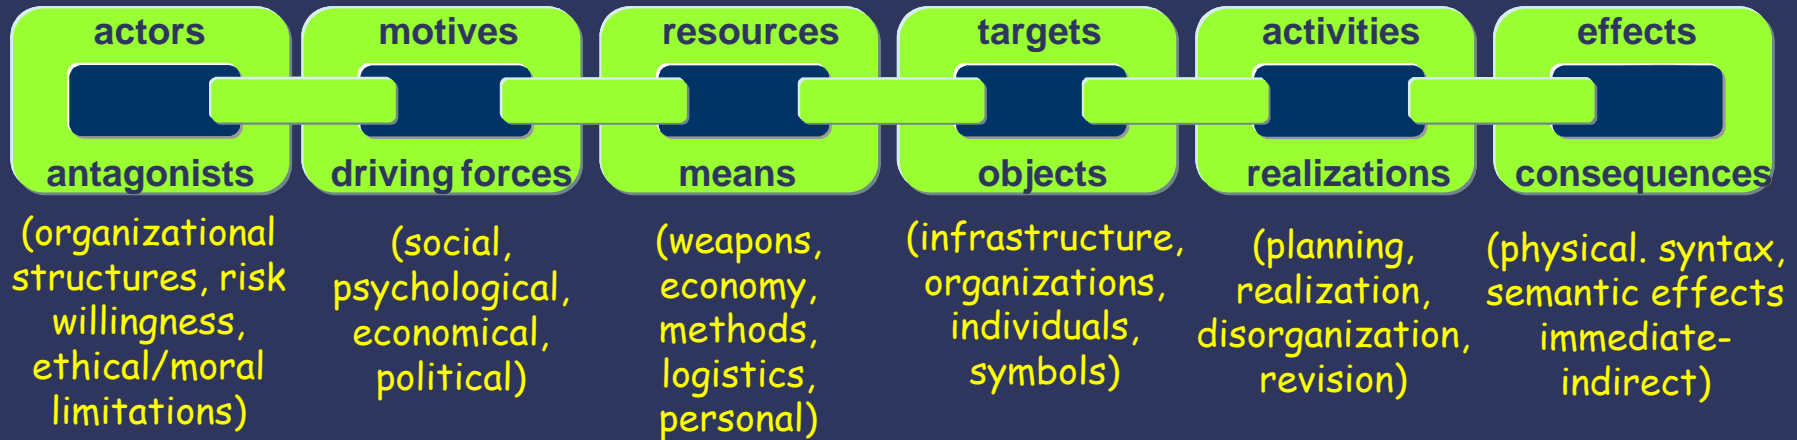 actors
antagonists
(organizational
structures, risk
willingness,
ethical/moral
limitations)
motives
driving forces
(social,
psychological,
economical,
political)
resources
means
(weapons,
economy,
methods,
logistics,
personal)
targets
objects
(infrastructure,
organizations,
individuals,
symbols)
activities
realizations
(planning,
realization,
disorganization,
revision)
effects
consequences
(physical. syntax,
semantic effects
immediate-
indirect)